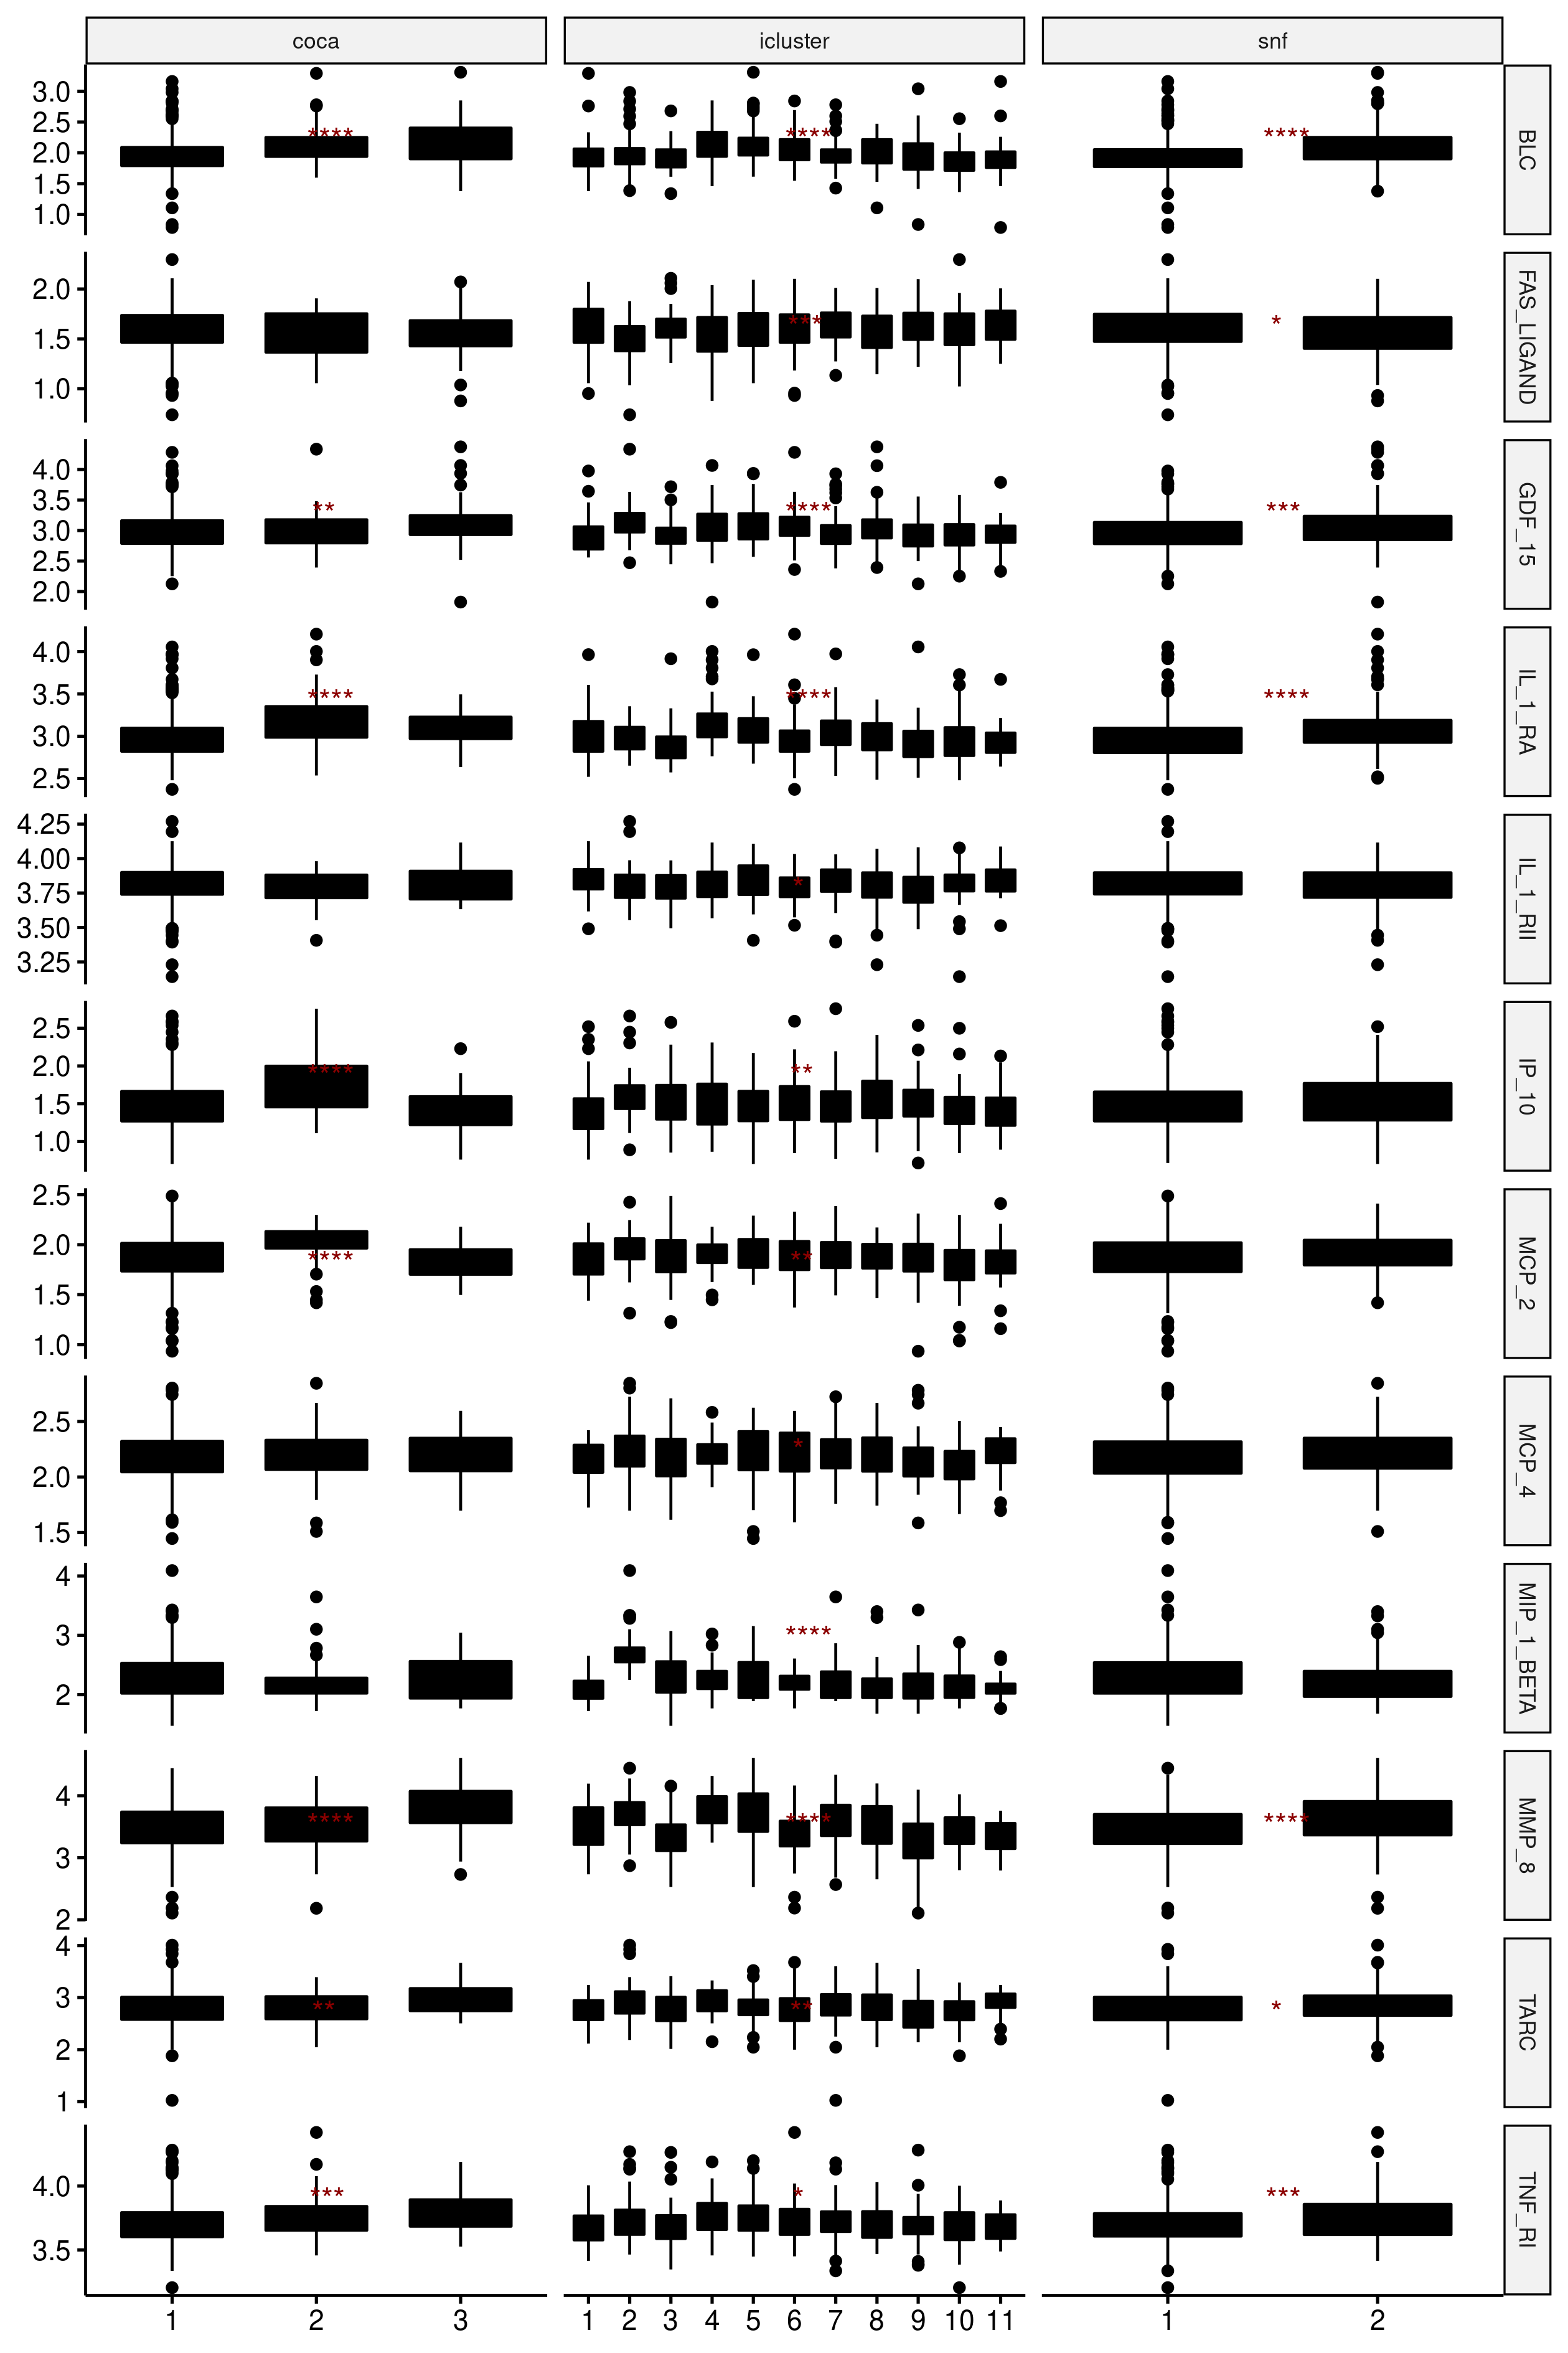 coca icluster snf
3.0
2.5
2.0
1.5
1.0
**** **** ****
BLC
2.0
1.5
1.0
*** *
FAS_LIGAND
4.0
3.5
3.0
2.5
2.0
** **** ***
GDF_15
4.0
3.5
3.0
2.5
**** **** ****
IL_1_RA
4.25
4.00
3.75
3.50
3.25
*
IL_1_RII
2.5
2.0
1.5
1.0
**** **
IP_10
2.5
2.0
1.5
1.0
**** **
MCP_2
2.5
2.0
1.5
*
MCP_4
4
3
2
****
MIP_1_BETA
4
3
2
**** **** ****
MMP_8
4
3
2
1
** ** *
TARC
4.0
3.5
*** * ***
TNF_RI
1 2 3 1 2 3 4 5 6 7 8 9 10 11 1 2